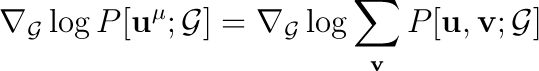 ∇_𝒢 log P[𝐮^μ; 𝒢] = ∇_𝒢 log ∑_𝐯 P[𝐮, 𝐯; 𝒢]